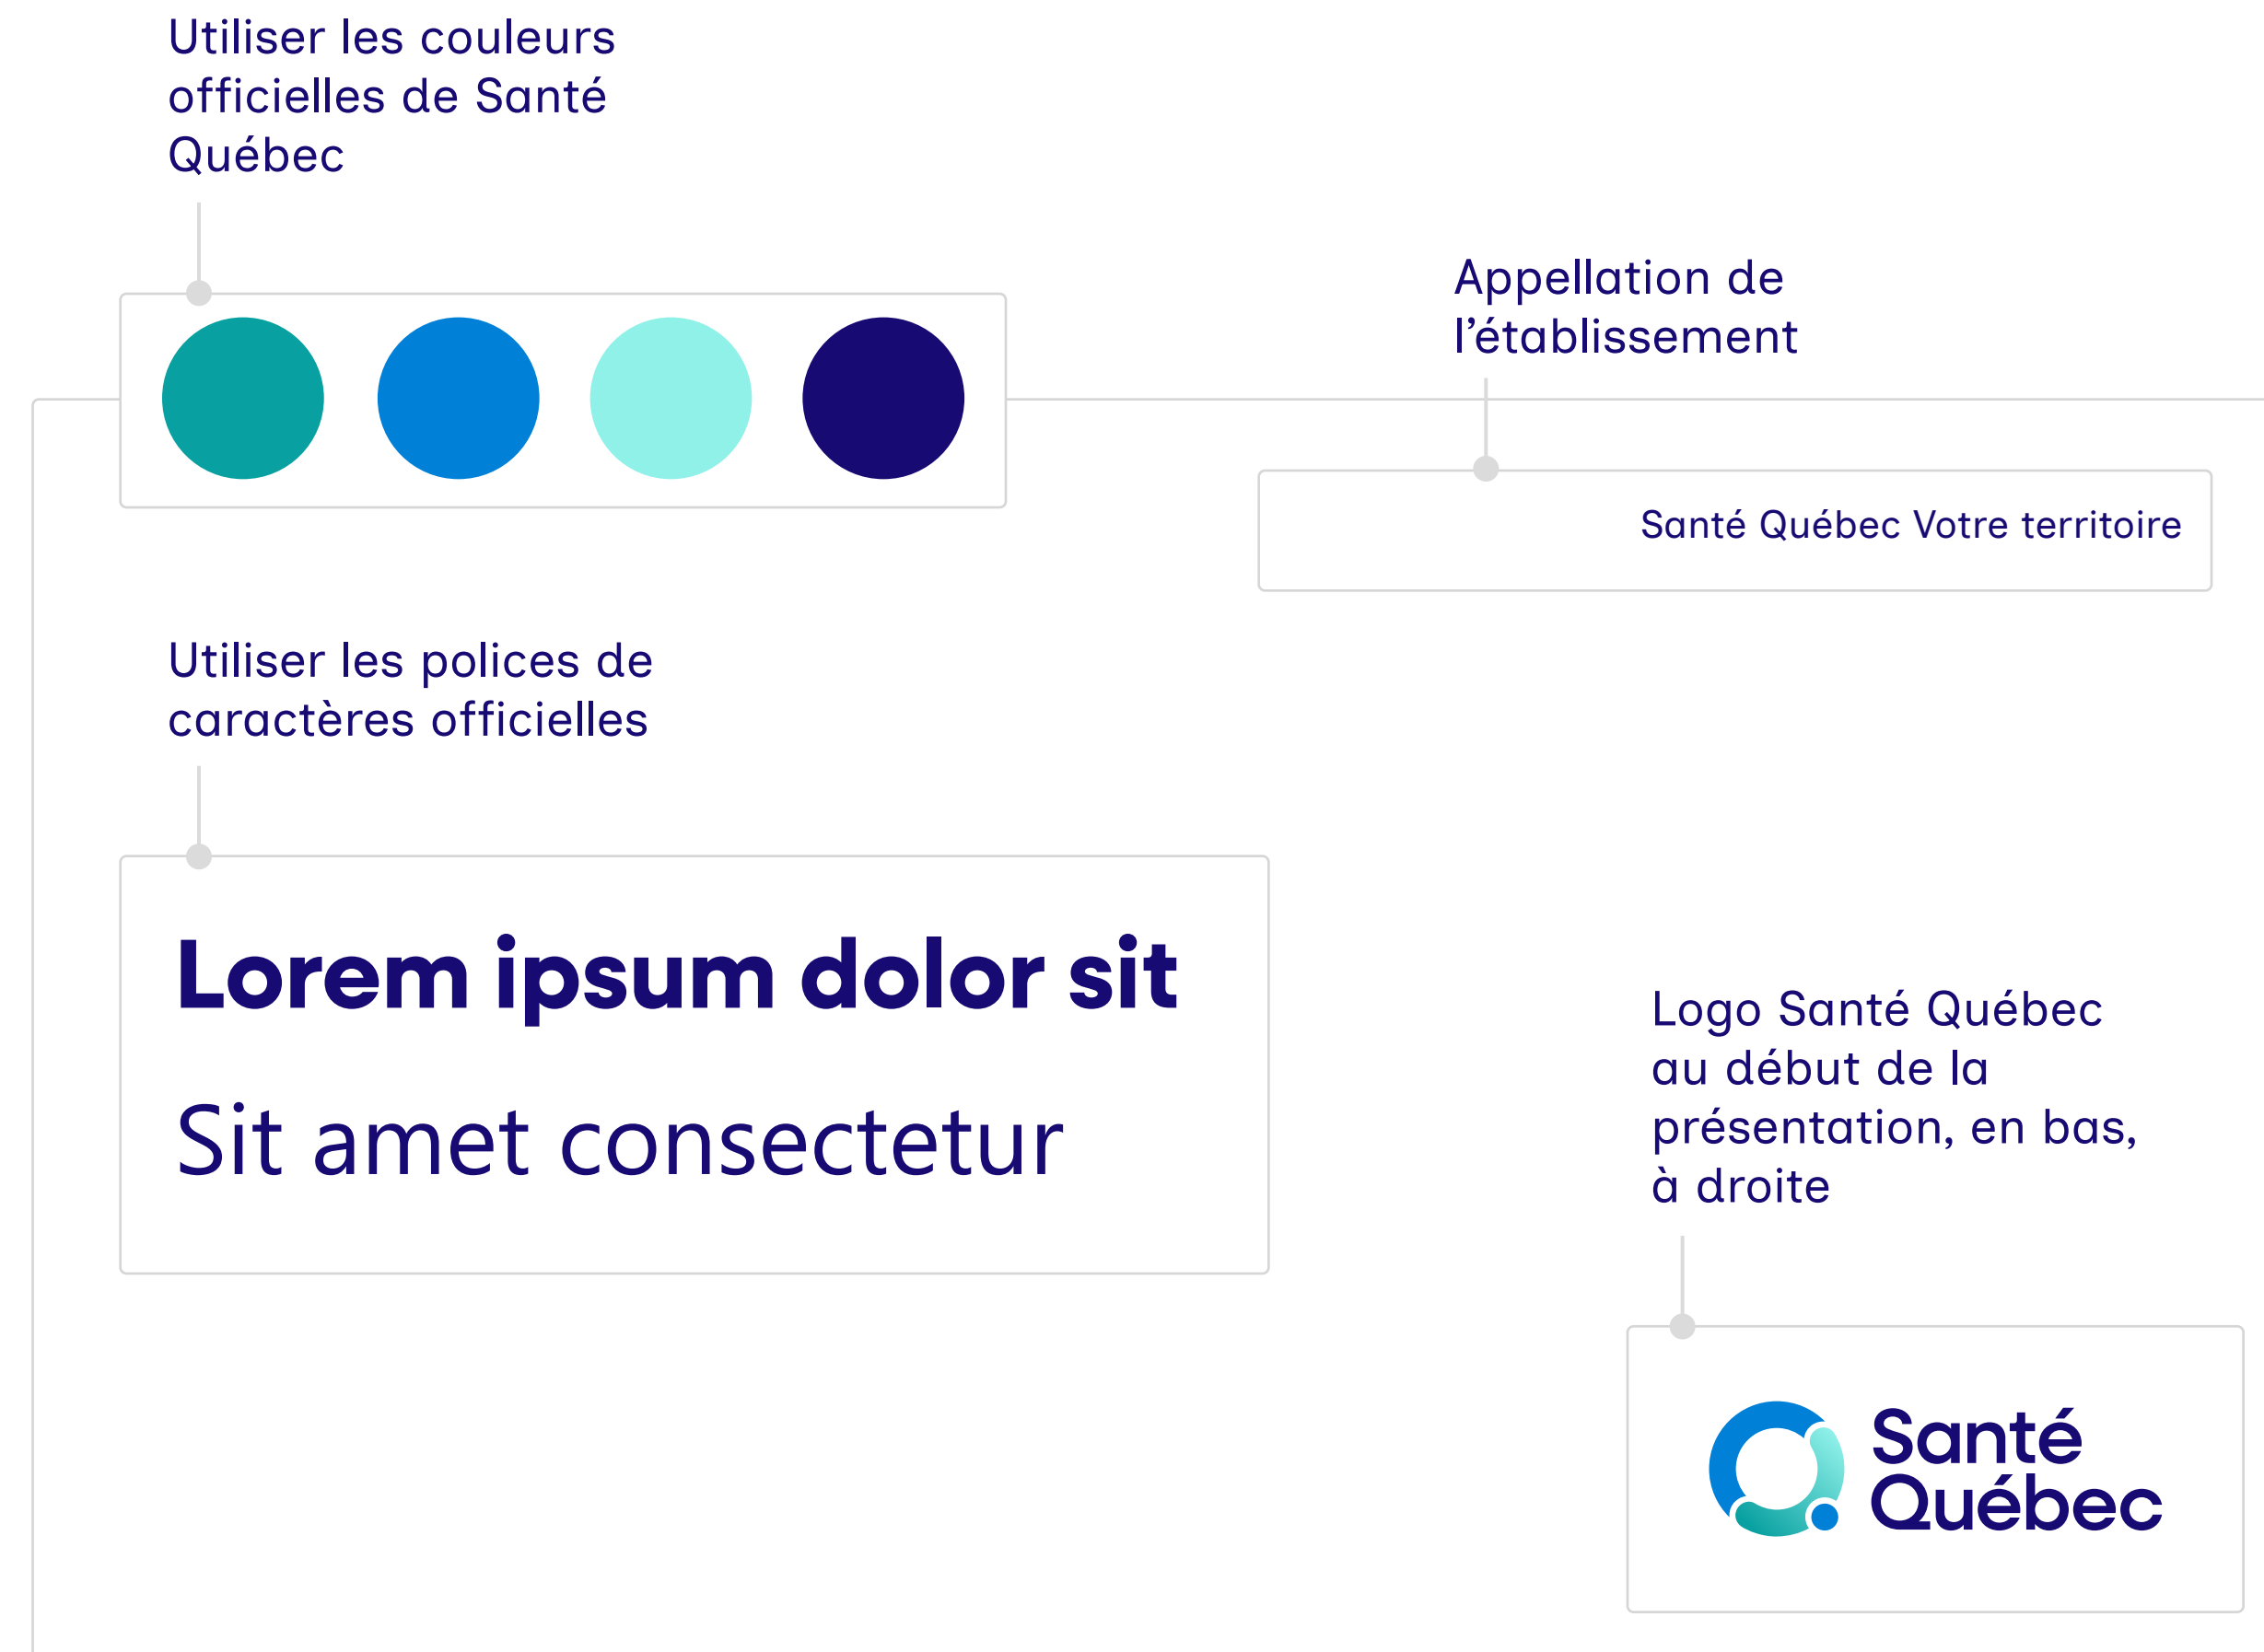 Utiliser les couleurs
officielles de Santé
Québec
Appellation de
l’établissement
Santé Québec Votre territoire
Utiliser les polices de
caractères officielles
Lorem ipsum dolor sit
Sit amet consectetur
Logo Santé Québec
au début de la
présentation, en bas,
à droite
Santé
Québec